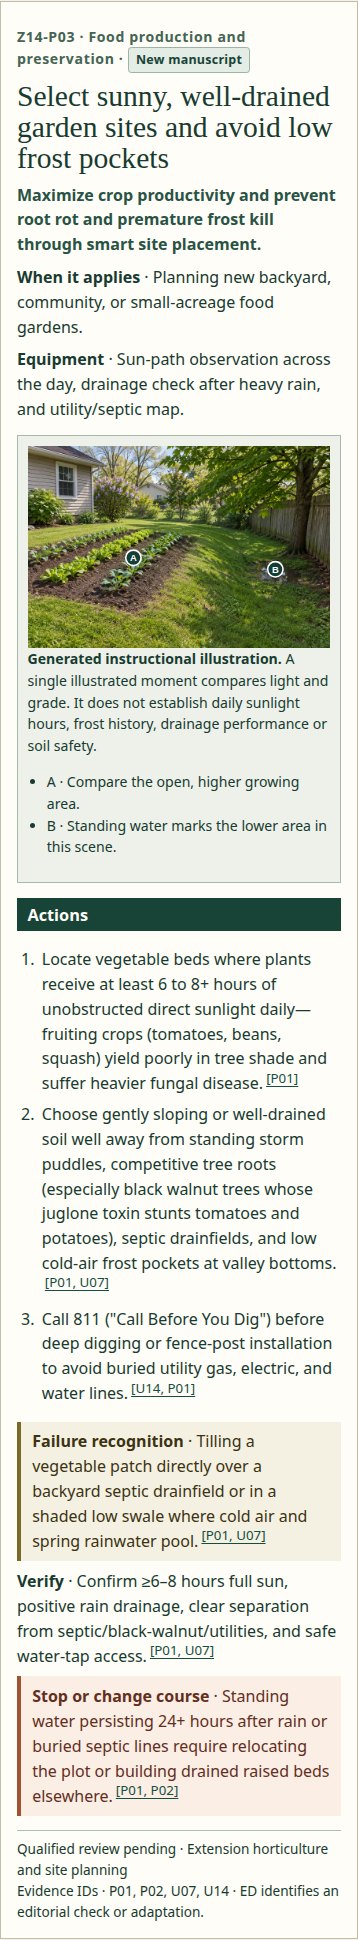 Z14-P03 · Food production and
preservation · New manuscript
Select sunny, well-drained
garden sites and avoid low
frost pockets
Maximize crop productivity and prevent
root rot and premature frost kill
through smart site placement.
When it applies · Planning new backyard,
community, or small-acreage food
gardens.
Equipment · Sun-path observation across
the day, drainage check after heavy rain,
and utility/septic map.
A
B
Generated instructional illustration. A
single illustrated moment compares light and
grade. It does not establish daily sunlight
hours, frost history, drainage performance or
soil safety.
• A · Compare the open, higher growing
area.
• B · Standing water marks the lower area in
this scene.
Actions
1. Locate vegetable beds where plants
receive at least 6 to 8+ hours of
unobstructed direct sunlight daily—
fruiting crops (tomatoes, beans,
squash) yield poorly in tree shade and
suffer heavier fungal disease. [P01]
2. Choose gently sloping or well-drained
soil well away from standing storm
puddles, competitive tree roots
(especially black walnut trees whose
juglone toxin stunts tomatoes and
potatoes), septic drainfields, and low
cold-air frost pockets at valley bottoms.
[P01, U07]
3. Call 811 ("Call Before You Dig") before
deep digging or fence-post installation
to avoid buried utility gas, electric, and
water lines. [U14, P01]
Failure recognition · Tilling a
vegetable patch directly over a
backyard septic drainfield or in a
shaded low swale where cold air and
spring rainwater pool. [P01, U07]
Verify · Confirm ≥6–8 hours full sun,
positive rain drainage, clear separation
from septic/black-walnut/utilities, and safe
water-tap access. [P01, U07]
Stop or change course · Standing
water persisting 24+ hours after rain or
buried septic lines require relocating
the plot or building drained raised beds
elsewhere. [P01, P02]
Qualified review pending · Extension horticulture
and site planning
Evidence IDs · P01, P02, U07, U14 · ED identifies an
editorial check or adaptation.